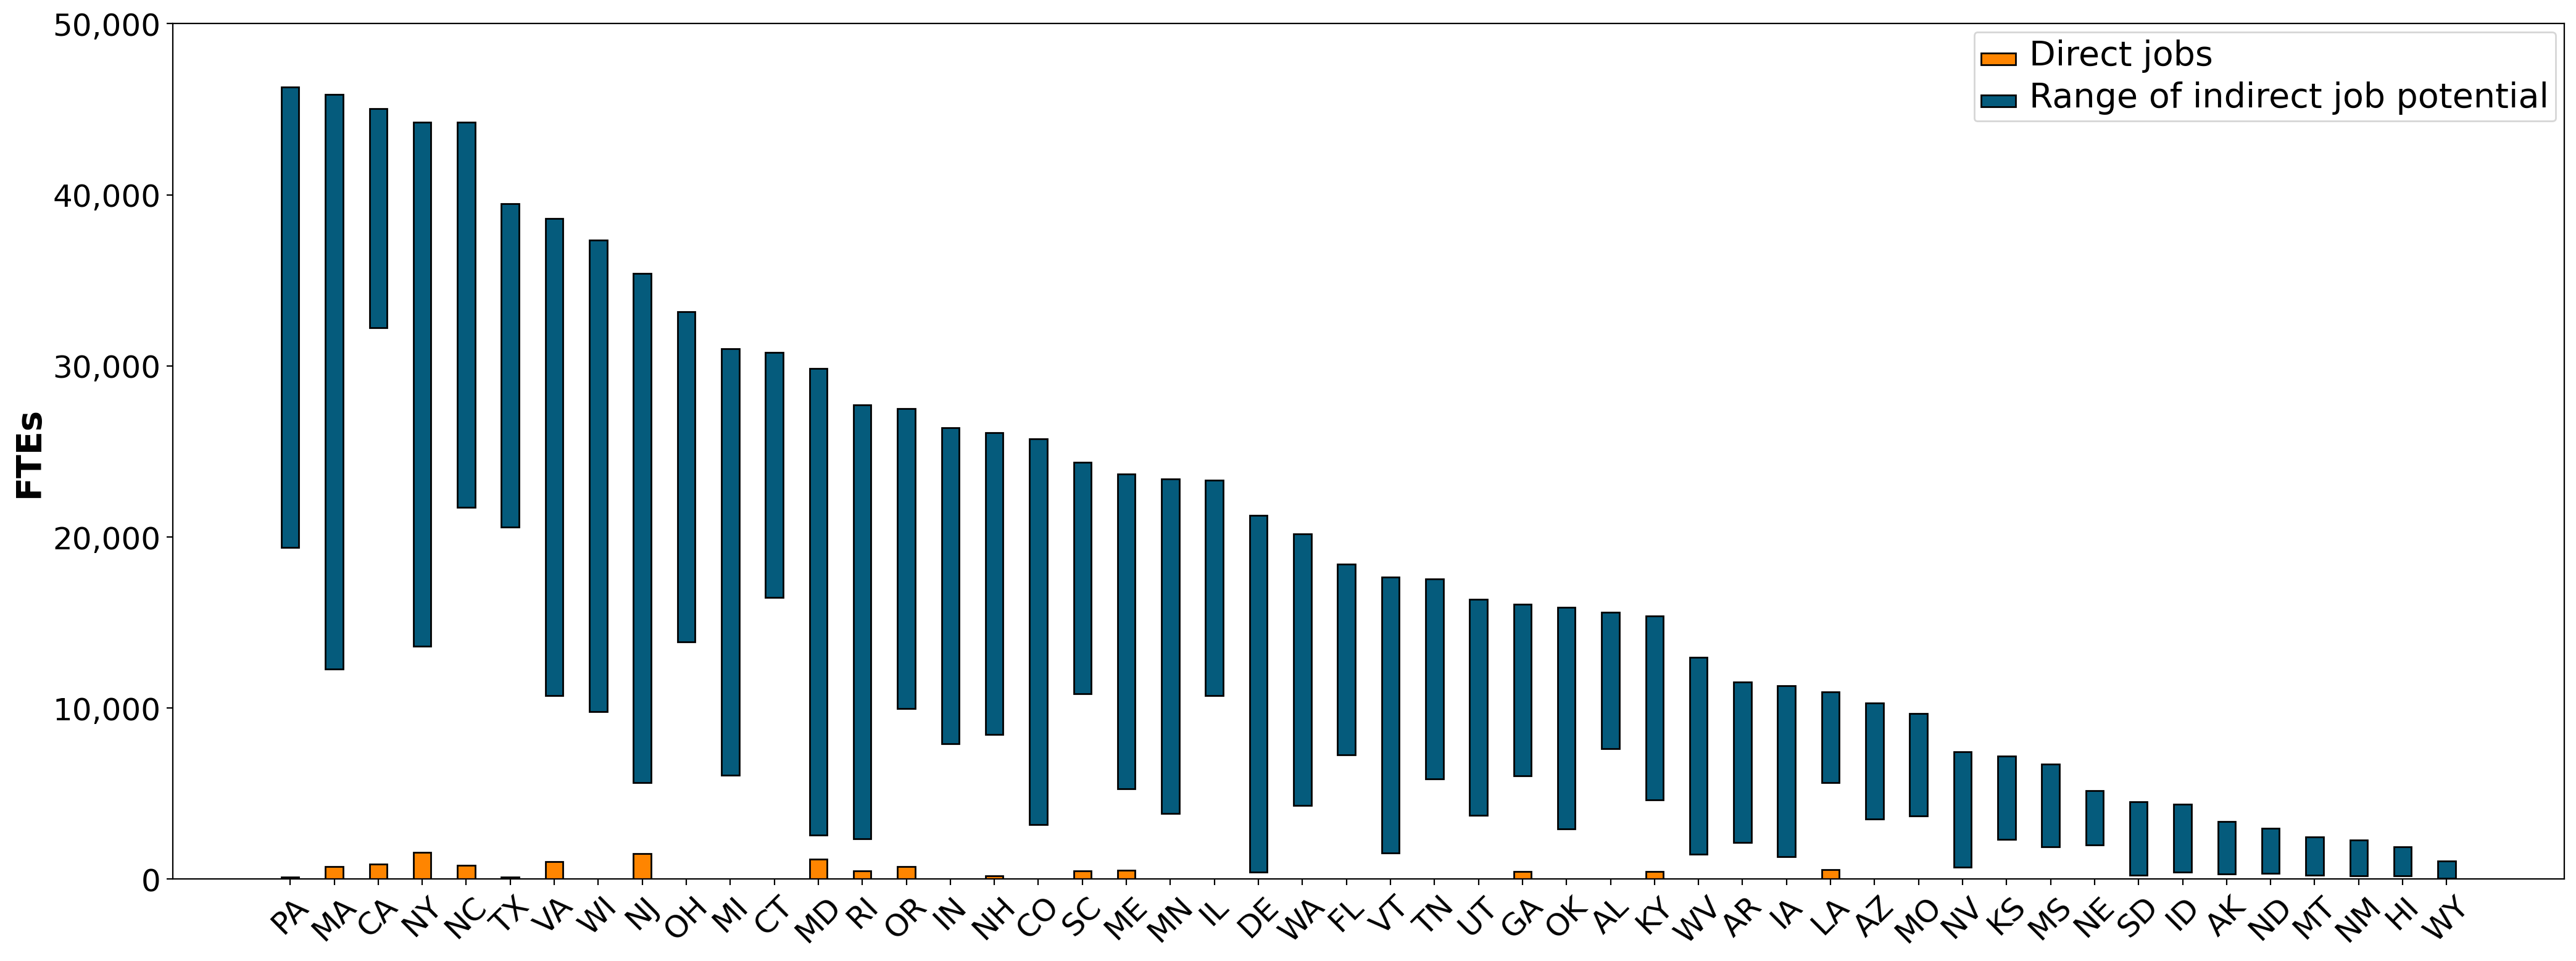 50,000
40,000
30,000
20,000
10,000
0
FTEs
Direct jobs
Range of indirect job potential
PA MA CA NY NC TX VA WI NJ OH MI CT MD RI OR IN NH CO SC ME MN IL DE WA FL VT TN UT GA OK AL KY WV AR IA LA AZ MO NV KS MS NE SD ID AK ND MT NM HI WY